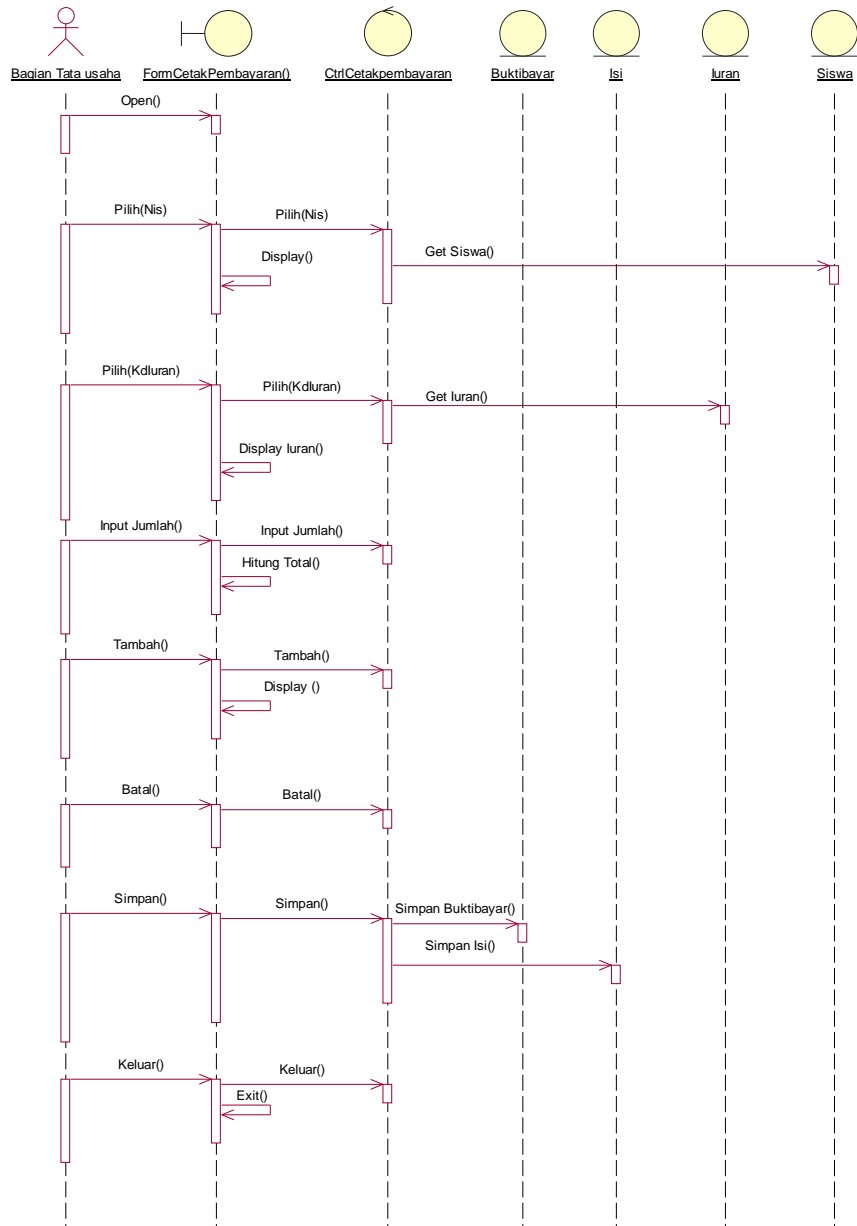 Bagian Tata usaha
FormCetakPembayaran()
CtrlCetakpembayaran
Buktibayar
Isi
Iuran
Siswa
Open()
Pilih(Nis)
Pilih(Nis)
Display()
Get Siswa()
Pilih(KdIuran)
Pilih(KdIuran)
Get Iuran()
Display Iuran()
Input Jumlah()
Input Jumlah()
Hitung Total()
Tambah()
Tambah()
Display ()
Batal()
Batal()
Simpan()
Simpan()
Simpan Buktibayar()
Simpan Isi()
Keluar()
Keluar()
Exit()